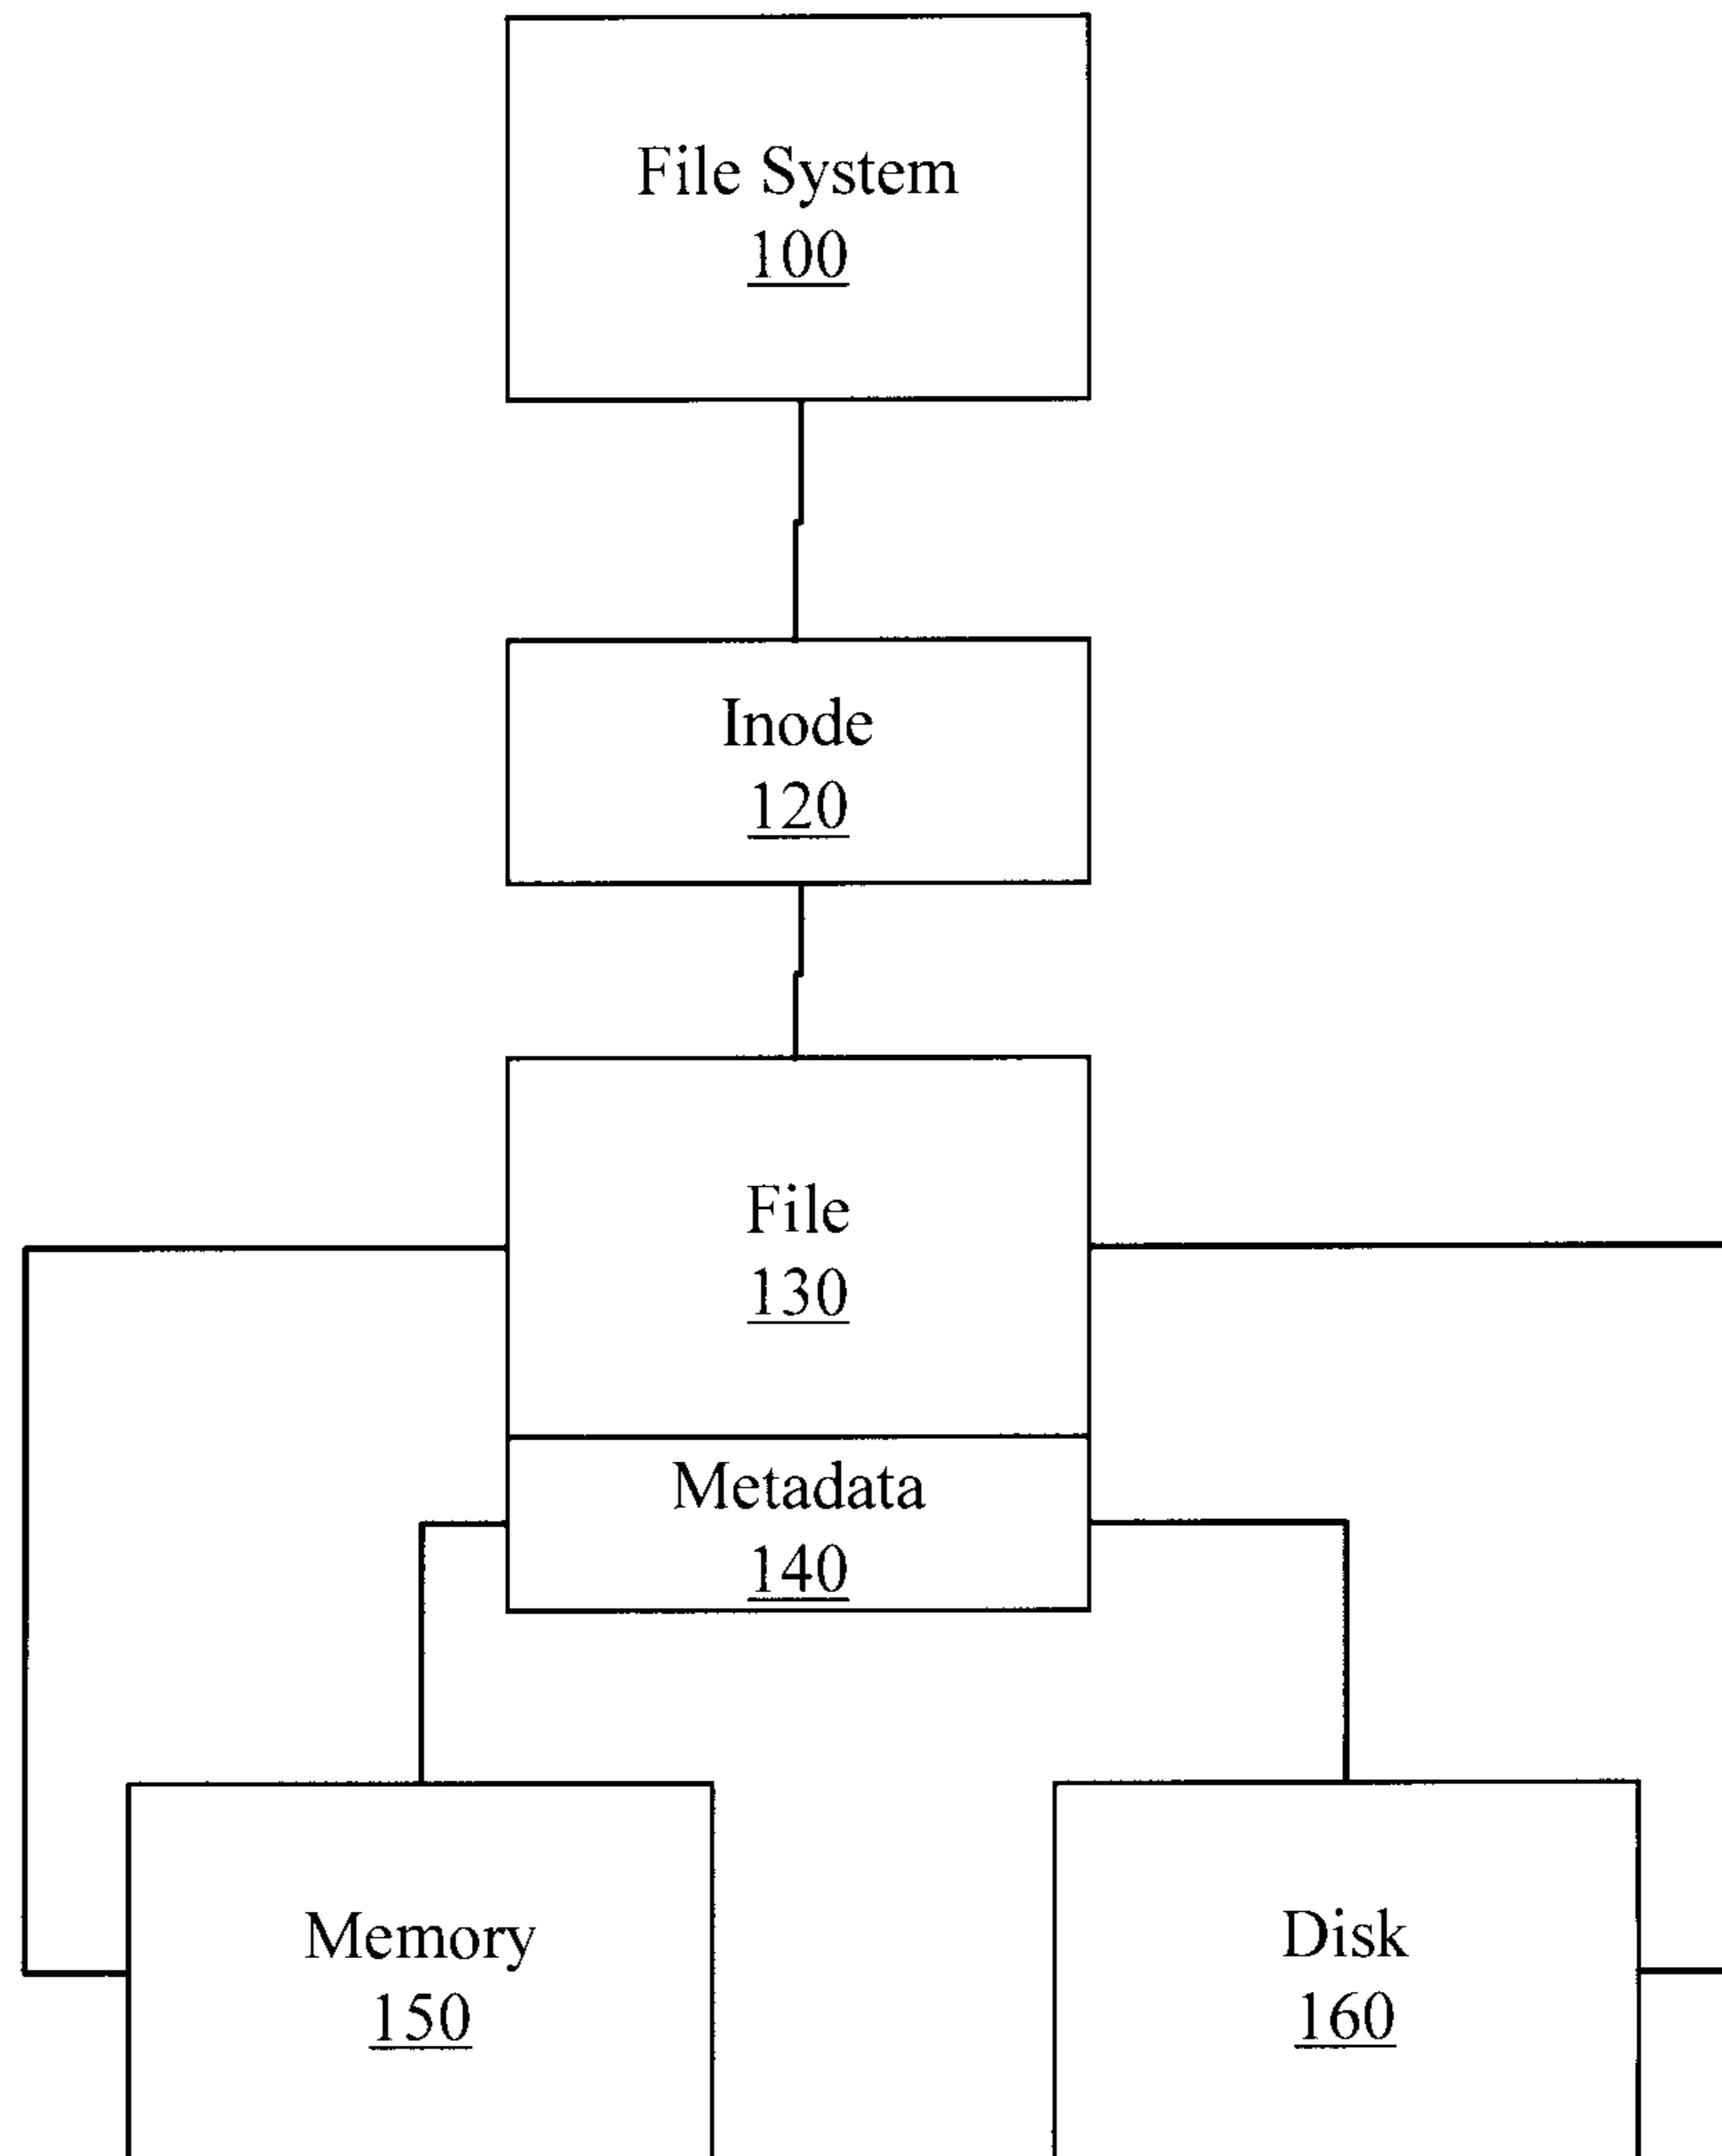 File System
100
Inode
120
File
130
Metadata
140
Memory
150
Disk
160